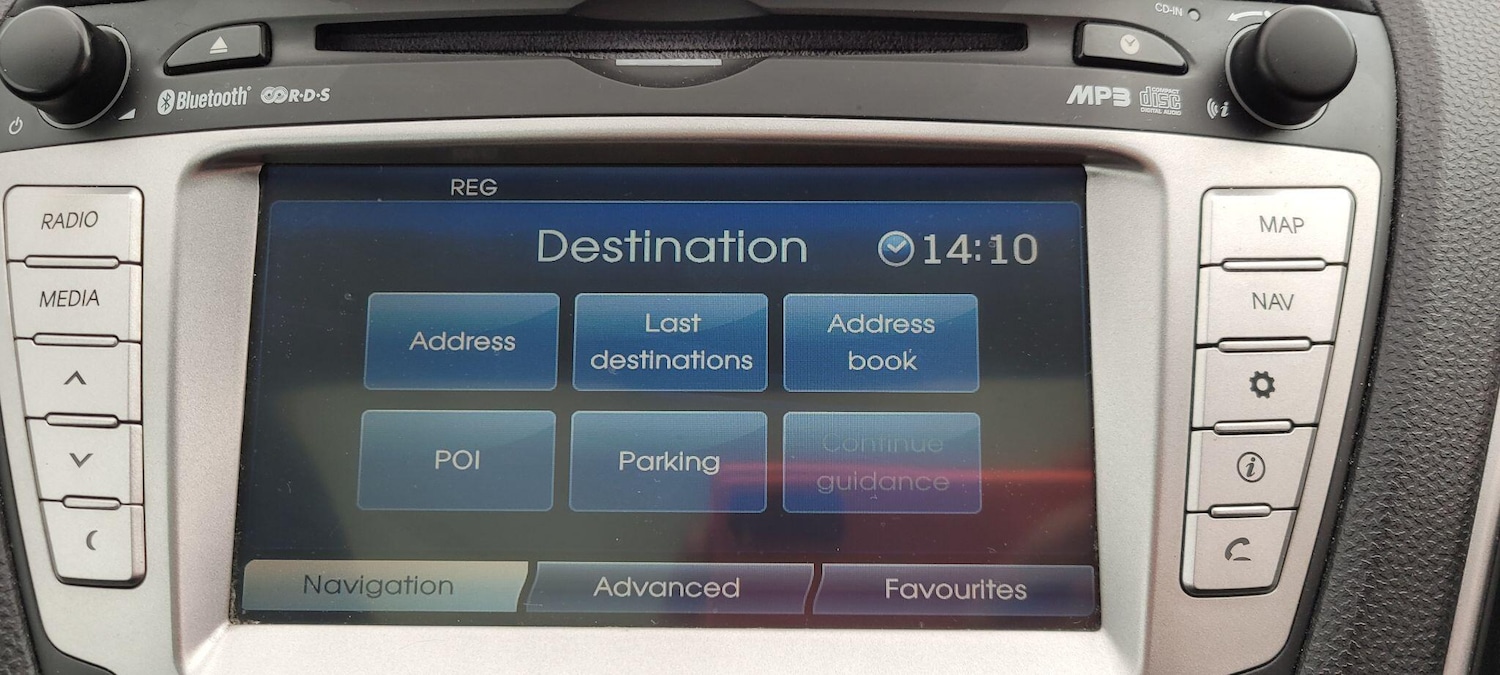 CD-IN
Bluetooth®
R·D·S
MP3
COMPACT
disc
DIGITAL AUDIO
RADIO
MEDIA
REG
Destination
14:10
Address
Last
destinations
Address
book
POI
Parking
Continue
guidance
Navigation
Advanced
Favourites
MAP
NAV